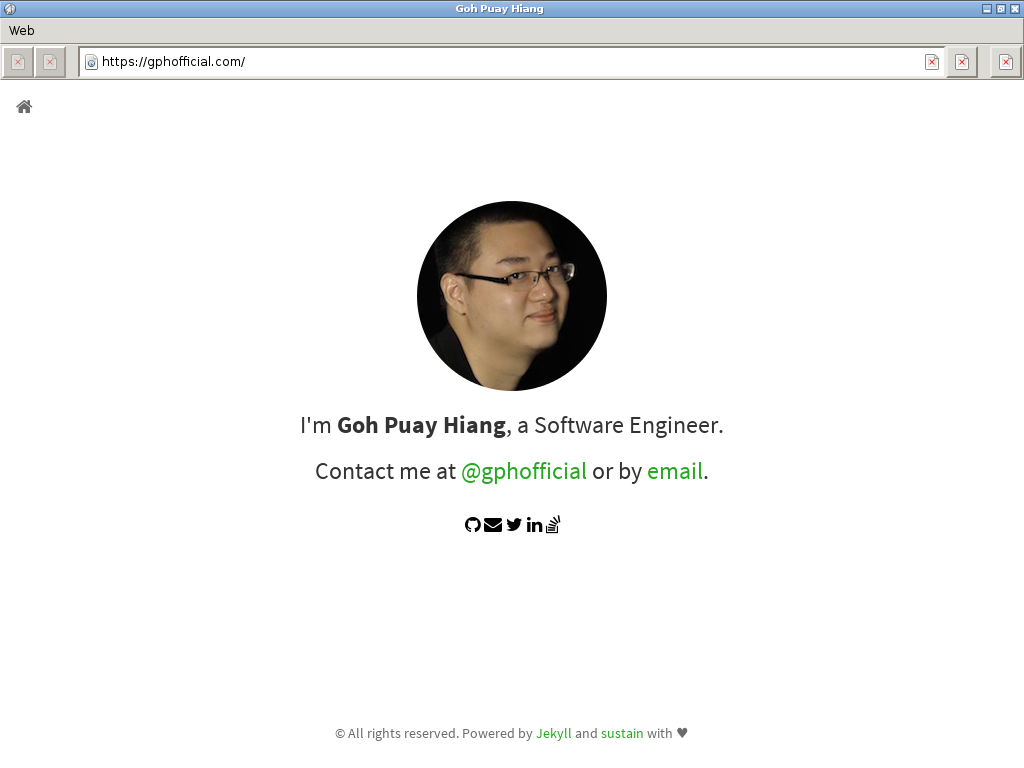 Goh Puay Hiang
Web
https://gphofficial.com/
I'm Goh Puay Hiang, a Software Engineer.
Contact me at @gphofficial or by email.
© All rights reserved. Powered by Jekyll and sustain with ♥